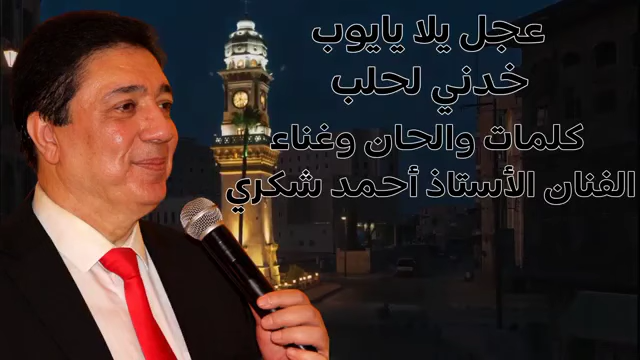 عجل يلا يايوب
خدني لحلب
كلمات والحان وغناء
الفنان الأستاذ أحمد شكري